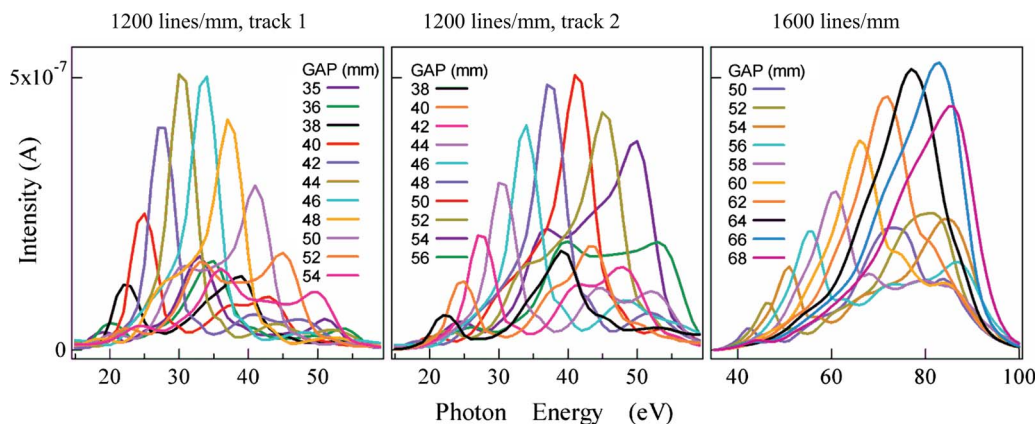 1200 lines/mm, track 1
1200 lines/mm, track 2
1600 lines/mm
Intensity (A)
5x10-7
0
GAP (mm)
35
36
38
40
42
44
46
48
50
52
54
20 30 40 50
GAP (mm)
38
40
42
44
46
48
50
52
54
56
20 30 40 50
GAP (mm)
50
52
54
56
58
60
62
64
66
68
40 60 80 100
Photon Energy (eV)